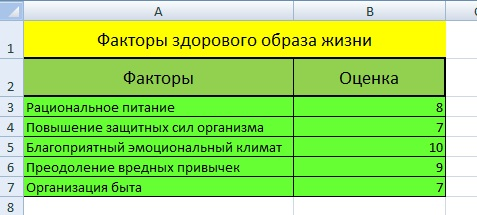 A B
1 Факторы здорового образа жизни
2 Факторы Оценка
3 Рациональное питание 8
4 Повышение защитных сил организма 7
5 Благоприятный эмоциональный климат 10
6 Преодоление вредных привычек 9
7 Организация быта 7
8